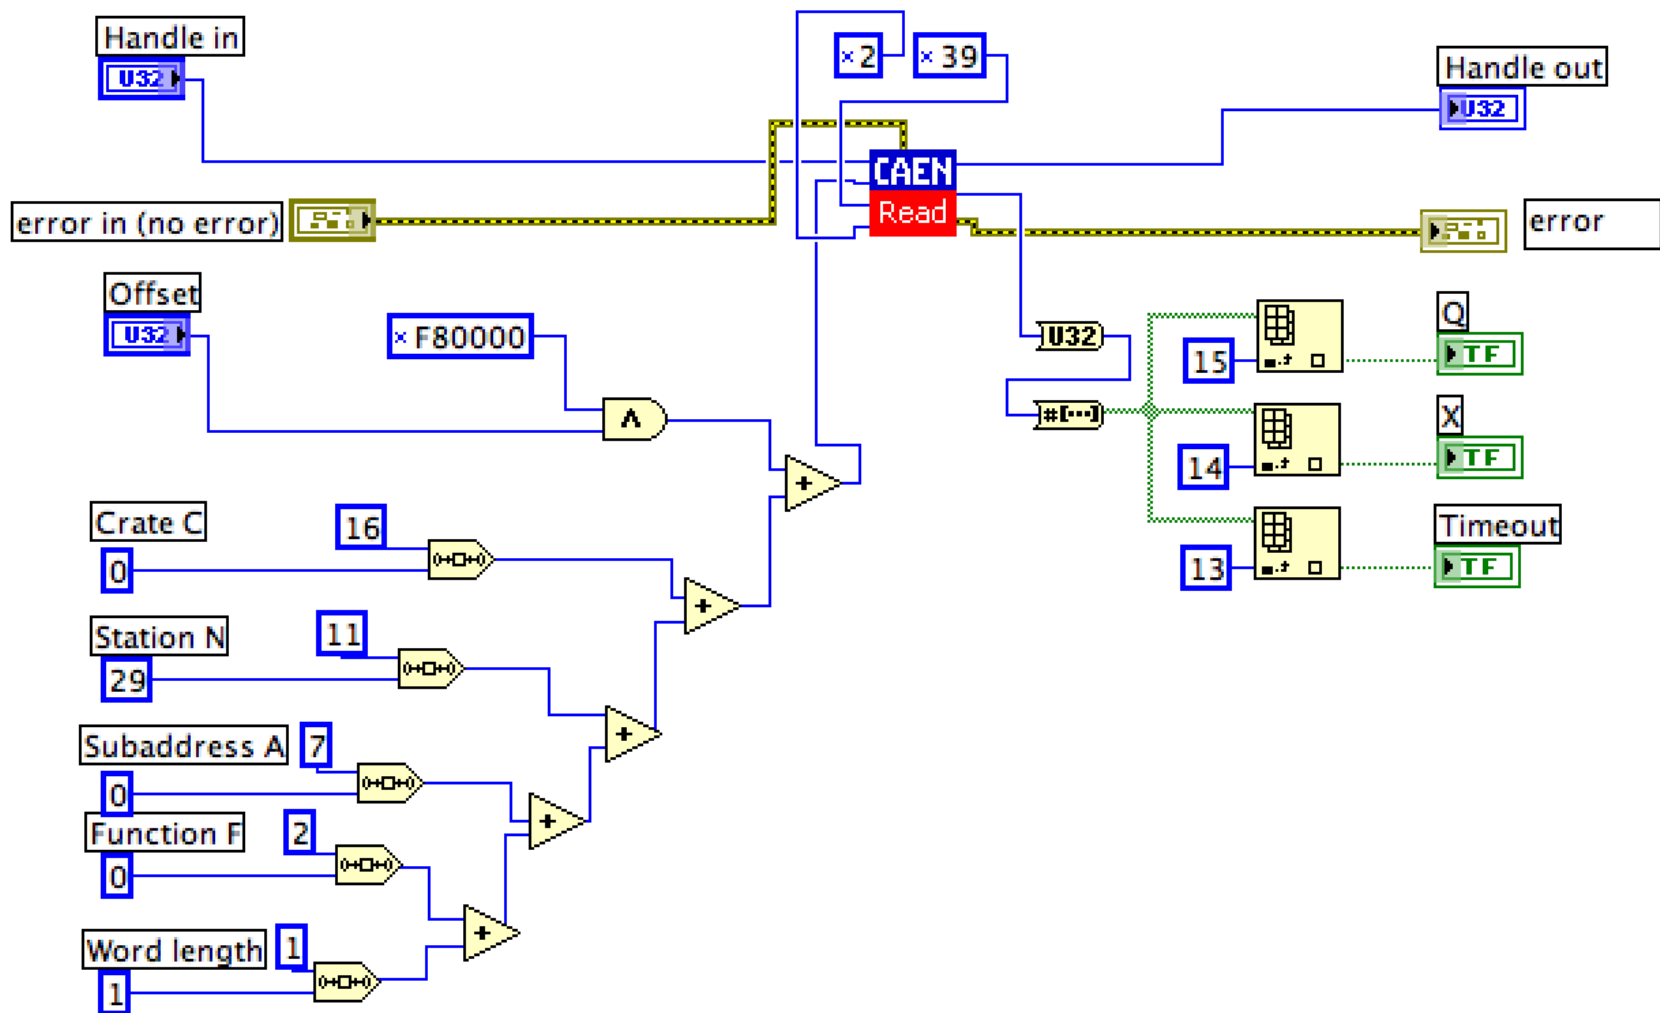 Handle in
U32
× 2
× 39
Handle out
U32
CAEN
Read
error in (no error)
error
Offset
U32
× F80000
U32
#[···]
15
Q
TF
14
X
TF
13
Timeout
TF
Crate C
16
0
Station N
11
29
Subaddress A
7
0
Function F
2
0
Word length
1
1